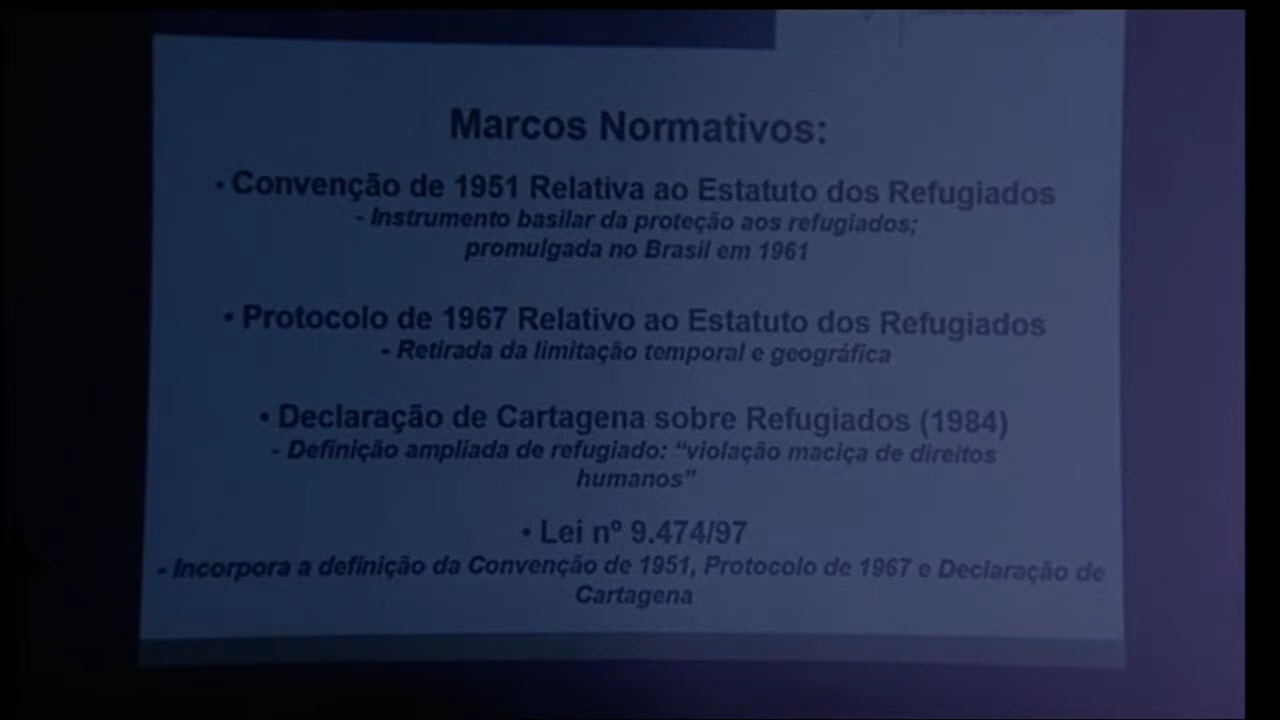 Marcos Normativos:
• Convenção de 1951 Relativa ao Estatuto dos Refugiados
- Instrumento basilar da proteção aos refugiados;
promulgada no Brasil em 1961
• Protocolo de 1967 Relativo ao Estatuto dos Refugiados
- Retirada da limitação temporal e geográfica
• Declaração de Cartagena sobre Refugiados (1984)
- Definição ampliada de refugiado: “violação maciça de direitos
humanos”
• Lei nº 9.474/97
- Incorpora a definição da Convenção de 1951, Protocolo de 1967 e Declaração de
Cartagena